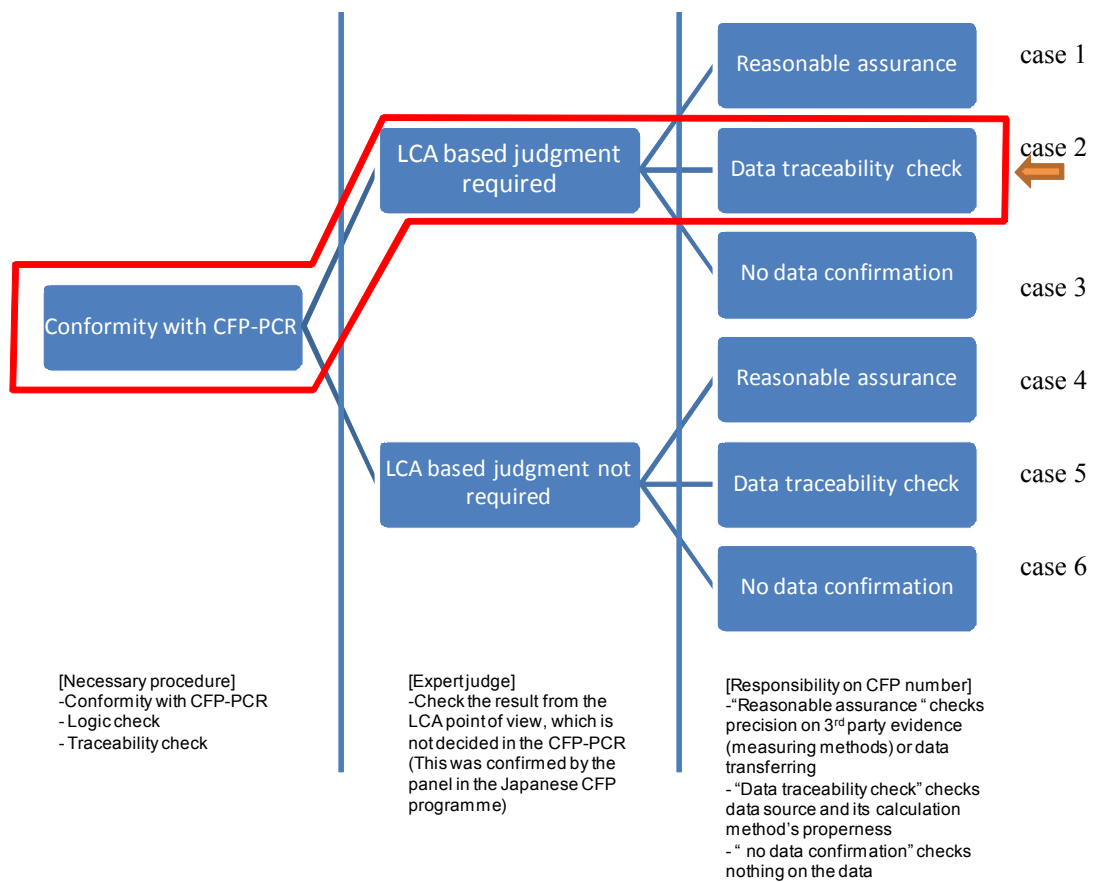 Reasonable assurance
case 1
LCA based judgment
required
Data traceability check
case 2
No data confirmation
case 3
Conformity with CFP-PCR
Reasonable assurance
case 4
LCA based judgment not
required
Data traceability check
case 5
No data confirmation
case 6
[Necessary procedure]
-Conformity with CFP-PCR
- Logic check
- Traceability check
[Expert judge]
-Check the result from the
LCA point of view, which is
not decided in the CFP-PCR
(This was confirmed by the
panel in the Japanese CFP
programme)
[Responsibility on CFP number]
-“Reasonable assurance “ checks
precision on 3rd party evidence
(measuring methods) or data
transferring
- “Data traceability check” checks
data source and its calculation
method’s properness
- “ no data confirmation” checks
nothing on the data